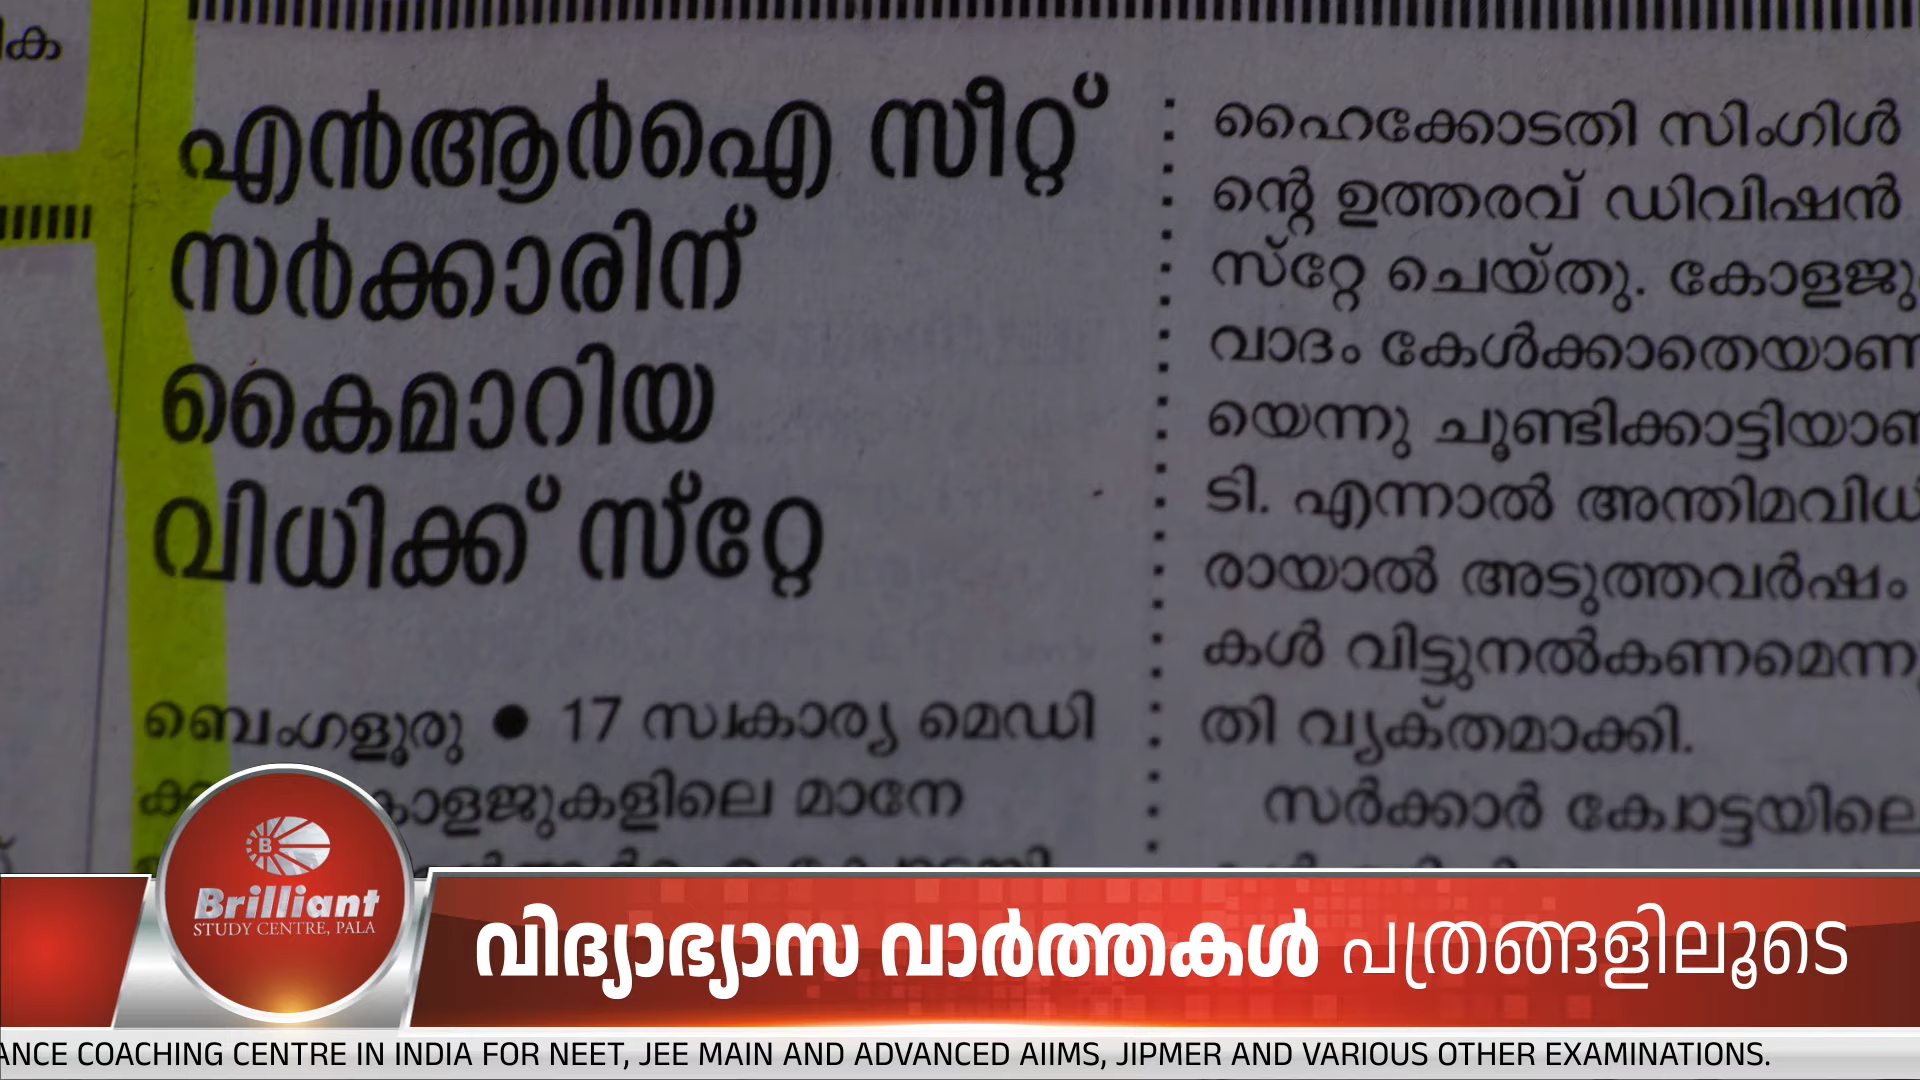 ിക
എൻആർഐ സീറ്റ്
സർക്കാരിന്
കൈമാറിയ
വിധിക്ക് സ്റ്റേ
ബെംഗളൂരു ● 17 സ്വകാര്യ മെഡി
ക്കൽ കോളജുകളിലെ മാനേ
ഹൈക്കോടതി സിംഗിൾ
ന്റെ ഉത്തരവ് ഡിവിഷൻ
സ്റ്റേ ചെയ്തു. കോളജു
വാദം കേൾക്കാതെയാണ
യെന്നു ചൂണ്ടിക്കാട്ടിയാണ
ടി. എന്നാൽ അന്തിമവിധ
രായാൽ അടുത്തവർഷം
കൾ വിട്ടുനൽകണമെന്ന
തി വ്യക്തമാക്കി.
സർക്കാർ ക്വോട്ടയിലെ
B
Brilliant
STUDY CENTRE, PALA
വിദ്യാഭ്യാസ വാർത്തകൾ പത്രങ്ങളിലൂടെ
ANCE COACHING CENTRE IN INDIA FOR NEET, JEE MAIN AND ADVANCED AIIMS, JIPMER AND VARIOUS OTHER EXAMINATIONS.